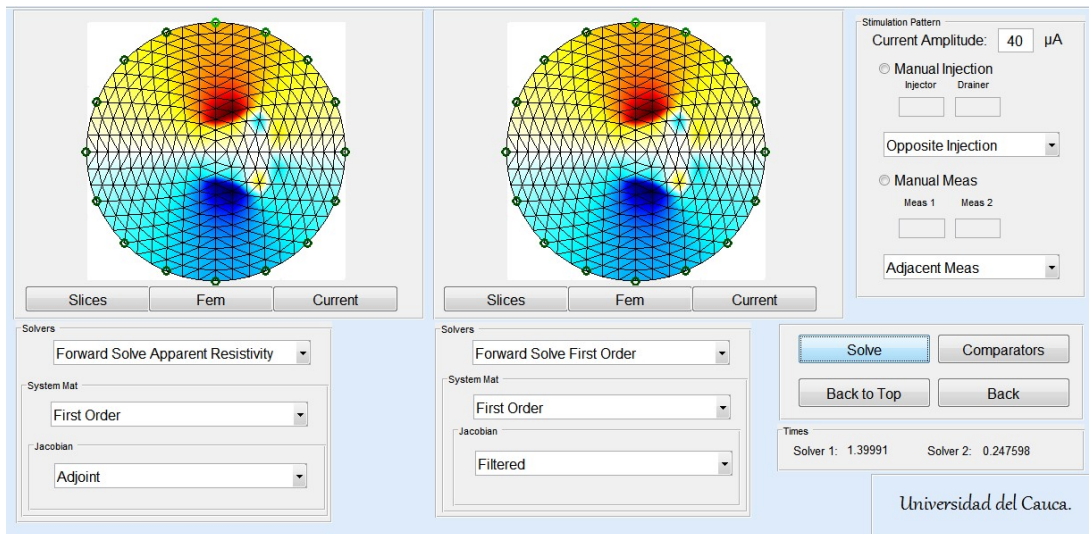 Stimulation Pattern
Current Amplitude: 40 µA
Manual Injection
Injector Drainer
Opposite Injection
Manual Meas
Meas 1 Meas 2
Adjacent Meas
Slices Fem Current
Slices Fem Current
Solvers
Forward Solve Apparent Resistivity
System Mat
First Order
Jacobian
Adjoint
Solvers
Forward Solve First Order
System Mat
First Order
Jacobian
Filtered
Solve Comparators
Back to Top Back
Times
Solver 1: 1.39991 Solver 2: 0.247598
Universidad del Cauca.